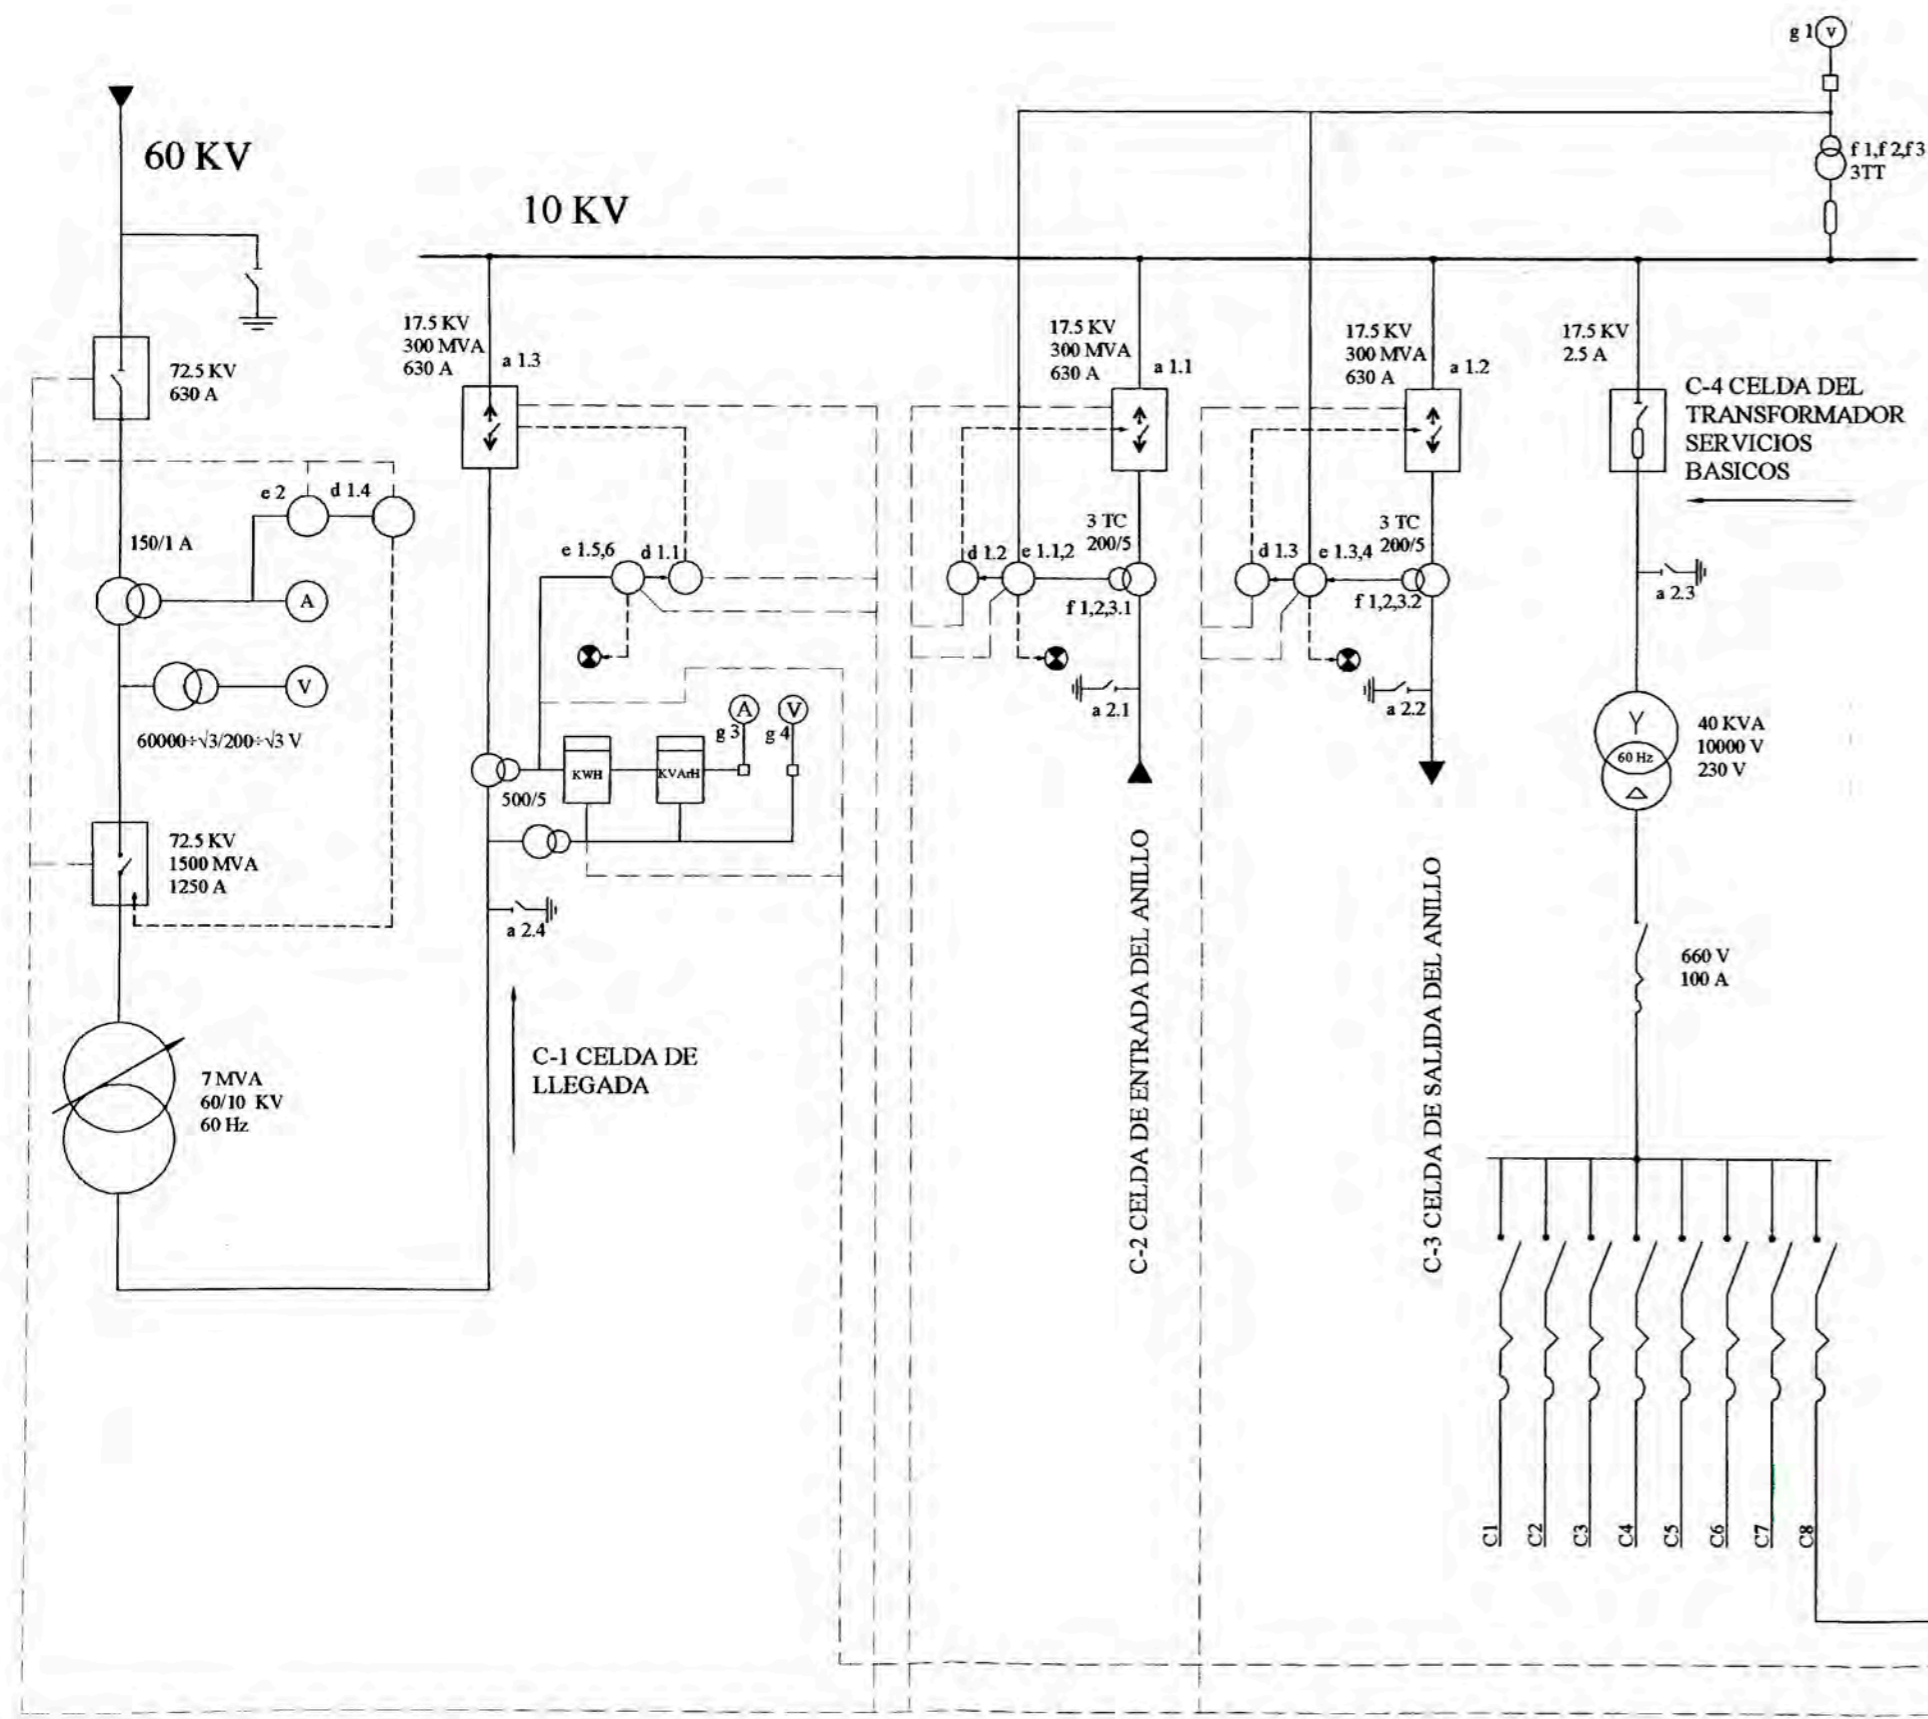 g 1
V
60 KV
f 1,f 2,f 3
3TT
10 KV
17.5 KV
300 MVA
630 A
a 1.3
17.5 KV
300 MVA
630 A
a 1.1
17.5 KV
300 MVA
630 A
a 1.2
17.5 KV
2.5 A
72.5 KV
630 A
C-4 CELDA DEL
TRANSFORMADOR
SERVICIOS
BASICOS
e 2
d 1.4
150/1 A
A
e 1.5,6
d 1.1
3 TC
200/5
d 1.2
e 1.1,2
f 1,2,3.1
3 TC
200/5
d 1.3
e 1.3,4
f 1,2,3.2
a 2.3
V
60000÷√3/200÷√3 V
A
V
g 3
g 4
a 2.1
a 2.2
Y
60 Hz
△
40 KVA
10000 V
230 V
KWH
KVArH
500/5
72.5 KV
1500 MVA
1250 A
a 2.4
660 V
100 A
C-1 CELDA DE
LLEGADA
7 MVA
60/10 KV
60 Hz
C-2 CELDA DE ENTRADA DEL ANILLO
C-3 CELDA DE SALIDA DEL ANILLO
C1
C2
C3
C4
C5
C6
C7
C8